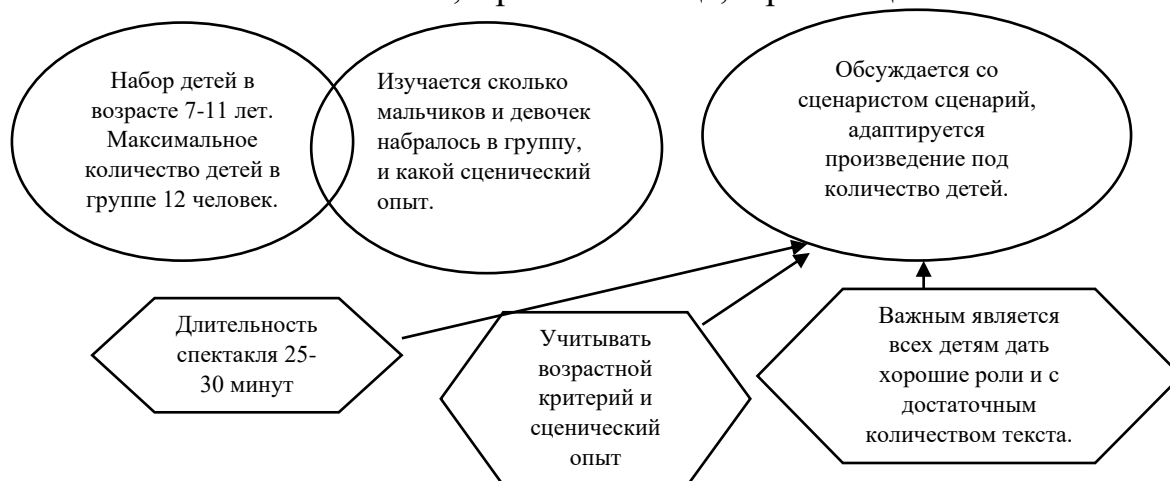 Набор детей в
возрасте 7-11 лет.
Максимальное
количество детей в
группе 12 человек.
Изучается сколько
мальчиков и девочек
набралось в группу,
и какой сценический
опыт.
Обсуждается со
сценаристом сценарий,
адаптируется
произведение под
количество детей.
Длительность
спектакля 25-
30 минут
Учитывать
возрастной
критерий и
сценический
опыт
Важным является
всех детям дать
хорошие роли и с
достаточным
количеством текста.